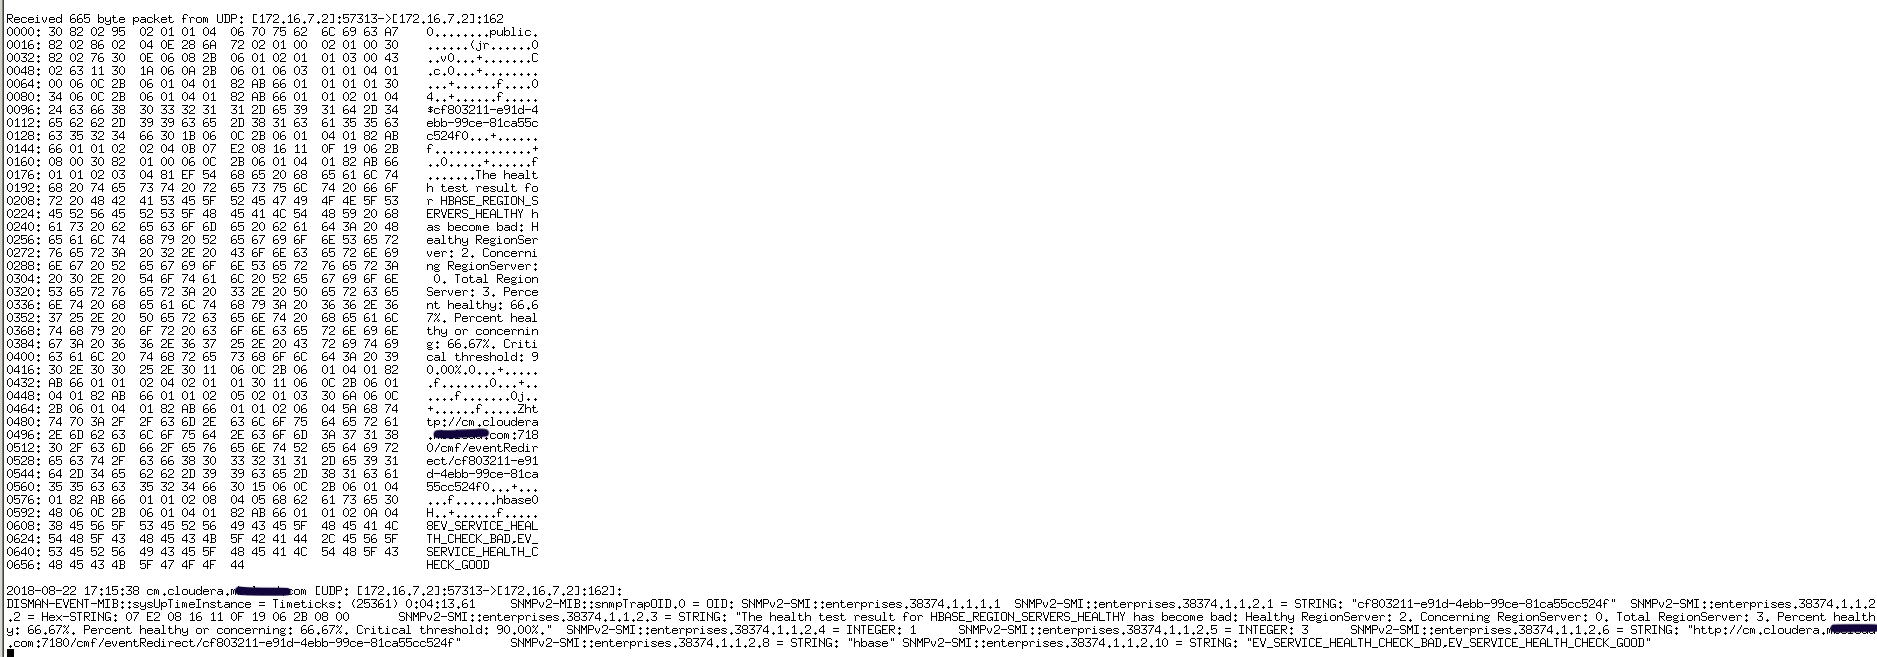 Received 665 byte packet from UDP: [172.16.7.2]:57313->[172.16.7.2]:162
0000: 30 82 02 95 02 01 01 04 06 70 75 62 6C 69 63 A7 0........public.
0016: 82 02 86 02 04 0E 28 6A 72 02 01 00 02 01 00 30 ......(jr......0
0032: 82 02 76 30 0E 06 08 2B 06 01 02 01 01 03 00 43 ..v0...+.......C
0048: 02 63 11 30 1A 06 0A 2B 06 01 06 03 01 01 04 01 .c.0...+........
0064: 00 06 0C 2B 06 01 04 01 82 AB 66 01 01 01 01 30 ...+......f....0
0080: 34 06 0C 2B 06 01 04 01 82 AB 66 01 01 02 01 04 4..+......f.....
0096: 24 63 66 38 30 33 32 31 31 2D 65 39 31 64 2D 34 $cf803211-e91d-4
0112: 65 62 62 2D 39 39 63 65 2D 38 31 63 61 35 35 63 ebb-99ce-81ca55c
0128: 63 35 32 34 66 30 1B 06 0C 2B 06 01 04 01 82 AB c524f0...+......
0144: 66 01 01 02 02 04 0B 07 E2 08 16 11 0F 19 06 2B f..............+
0160: 08 00 30 82 01 00 06 0C 2B 06 01 04 01 82 AB 66 ..0.....+......f
0176: 01 01 02 03 04 81 EF 54 68 65 20 68 65 61 6C 74 .......The healt
0192: 68 20 74 65 73 74 20 72 65 73 75 6C 74 20 66 6F h test result fo
0208: 72 20 48 42 41 53 45 5F 52 45 47 49 4F 4E 5F 53 r HBASE_REGION_S
0224: 45 52 56 45 52 53 5F 48 45 41 4C 54 48 59 20 68 ERVERS_HEALTHY h
0240: 61 73 20 62 65 63 6F 6D 65 20 62 61 64 3A 20 48 as become bad: H
0256: 65 61 6C 74 68 79 20 52 65 67 69 6F 6E 53 65 72 ealthy RegionSer
0272: 76 65 72 3A 20 32 2E 20 43 6F 6E 63 65 72 6E 69 ver: 2. Concerni
0288: 6E 67 20 52 65 67 69 6F 6E 53 65 72 76 65 72 3A ng RegionServer:
0304: 20 30 2E 20 54 6F 74 61 6C 20 52 65 67 69 6F 6E 0. Total Region
0320: 53 65 72 76 65 72 3A 20 33 2E 20 50 65 72 63 65 Server: 3. Perce
0336: 6E 74 20 68 65 61 6C 74 68 79 3A 20 36 36 2E 36 nt healthy: 66.6
0352: 37 25 2E 20 50 65 72 63 65 6E 74 20 68 65 61 6C 7%. Percent heal
0368: 74 68 79 20 6F 72 20 63 6F 6E 63 65 72 6E 69 6E thy or concernin
0384: 67 3A 20 36 36 2E 36 37 25 2E 20 43 72 69 74 69 g: 66.67%. Criti
0400: 63 61 6C 20 74 68 72 65 73 68 6F 6C 64 3A 20 39 cal threshold: 9
0416: 30 2E 30 30 25 2E 30 11 06 0C 2B 06 01 04 01 82 0.00%.0...+.....
0432: AB 66 01 01 02 04 02 01 01 30 11 06 0C 2B 06 01 .f.......0...+..
0448: 04 01 82 AB 66 01 01 02 05 02 01 03 30 6A 06 0C ....f.......0j..
0464: 2B 06 01 04 01 82 AB 66 01 01 02 06 04 5A 68 74 +......f.....Zht
0480: 74 70 3A 2F 2F 63 6D 2E 63 6C 6F 75 64 65 72 61 tp://cm.cloudera
0496: 2E 6D 62 63 6C 6F 75 64 2E 63 6F 6D 3A 37 31 38 . .com:718
0512: 30 2F 63 6D 66 2F 65 76 65 6E 74 52 65 64 69 72 0/cmf/eventRedir
0528: 65 63 74 2F 63 66 38 30 33 32 31 31 2D 65 39 31 ect/cf803211-e91
0544: 64 2D 34 65 62 62 2D 39 39 63 65 2D 38 31 63 61 d-4ebb-99ce-81ca
0560: 35 35 63 63 35 32 34 66 30 15 06 0C 2B 06 01 04 55cc524f0...+...
0576: 01 82 AB 66 01 01 02 08 04 05 68 62 61 73 65 30 ...f......hbase0
0592: 48 06 0C 2B 06 01 04 01 82 AB 66 01 01 02 0A 04 H..+......f.....
0608: 38 45 56 5F 53 45 52 56 49 43 45 5F 48 45 41 4C 8EV_SERVICE_HEAL
0624: 54 48 5F 43 48 45 43 4B 5F 42 41 44 2C 45 56 5F TH_CHECK_BAD,EV_
0640: 53 45 52 56 49 43 45 5F 48 45 41 4C 54 48 5F 43 SERVICE_HEALTH_C
0656: 48 45 43 4B 5F 47 4F 4F 44 HECK_GOOD
2018-08-22 17:15:38 cm.cloudera. com [UDP: [172.16.7.2]:57313->[172.16.7.2]:162]:
DISMAN-EVENT-MIB::sysUpTimeInstance = Timeticks: (25361) 0:04:13.61 SNMPv2-MIB::snmpTrapOID.0 = OID: SNMPv2-SMI::enterprises.38374.1.1.1.1 SNMPv2-SMI::enterprises.38374.1.1.2.1 = STRING: "cf803211-e91d-4ebb-99ce-81ca55cc524f" SNMPv2-SMI::enterprises.38374.1.1.2
.2 = Hex-STRING: 07 E2 08 16 11 0F 19 06 2B 08 00 SNMPv2-SMI::enterprises.38374.1.1.2.3 = STRING: "The health test result for HBASE_REGION_SERVERS_HEALTHY has become bad: Healthy RegionServer: 2. Concerning RegionServer: 0. Total RegionServer: 3. Percent health
y: 66.67%. Percent healthy or concerning: 66.67%. Critical threshold: 90.00%." SNMPv2-SMI::enterprises.38374.1.1.2.4 = INTEGER: 1 SNMPv2-SMI::enterprises.38374.1.1.2.5 = INTEGER: 3 SNMPv2-SMI::enterprises.38374.1.1.2.6 = STRING: "http://cm.cloudera.
.com:7180/cmf/eventRedirect/cf803211-e91d-4ebb-99ce-81ca55cc524f" SNMPv2-SMI::enterprises.38374.1.1.2.8 = STRING: "hbase" SNMPv2-SMI::enterprises.38374.1.1.2.10 = STRING: "EV_SERVICE_HEALTH_CHECK_BAD,EV_SERVICE_HEALTH_CHECK_GOOD"